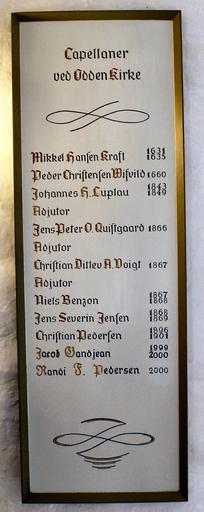 Capellaner
ved Odden Kirke
Mikkel Hansen Kraft 1631 1635
Peder Christensen Wifvild 1660
Johannes H. Luplau 1843 1849
Adjutor
Jens Peter O. Quistgaard 1866
Adjutor
Christian Ditlev A. Voigt 1867
Adjutor
Niels Benzon 1867 1868
Jens Severin Jensen 1868 1869
Christian Pedersen 1896 1901
Jacob Gandjean 1999 2000
Randi F. Pedersen 2000